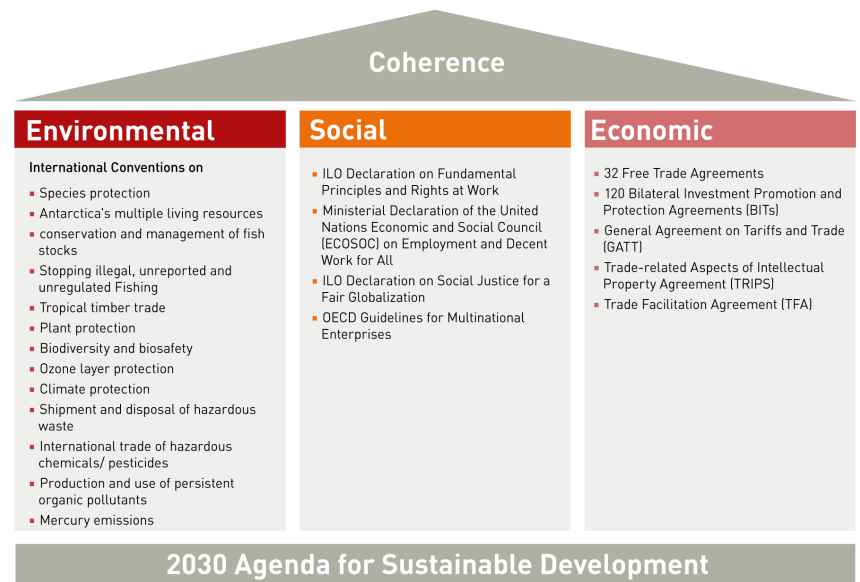 Coherence
Environmental
International Conventions on
▪ Species protection
▪ Antarctica's multiple living resources
▪ conservation and management of fish
stocks
▪ Stopping illegal, unreported and
unregulated Fishing
▪ Tropical timber trade
▪ Plant protection
▪ Biodiversity and biosafety
▪ Ozone layer protection
▪ Climate protection
▪ Shipment and disposal of hazardous
waste
▪ International trade of hazardous
chemicals/ pesticides
▪ Production and use of persistent
organic pollutants
▪ Mercury emissions
Social
▪ ILO Declaration on Fundamental
Principles and Rights at Work
▪ Ministerial Declaration of the United
Nations Economic and Social Council
(ECOSOC) on Employment and Decent
Work for All
▪ ILO Declaration on Social Justice for a
Fair Globalization
▪ OECD Guidelines for Multinational
Enterprises
Economic
▪ 32 Free Trade Agreements
▪ 120 Bilateral Investment Promotion and
Protection Agreements (BITs)
▪ General Agreement on Tariffs and Trade
(GATT)
▪ Trade-related Aspects of Intellectual
Property Agreement (TRIPS)
▪ Trade Facilitation Agreement (TFA)
2030 Agenda for Sustainable Development